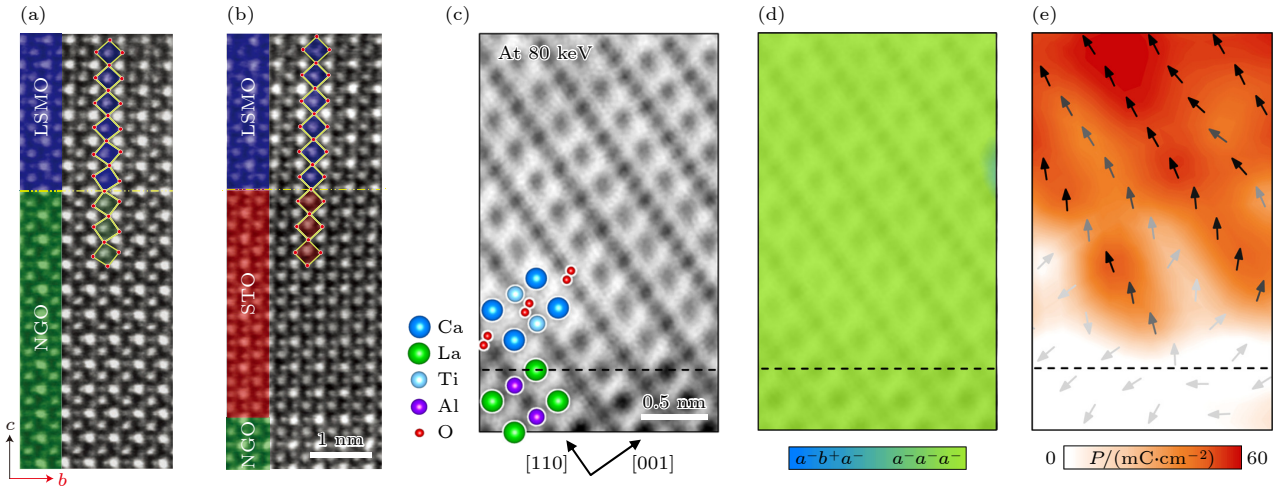 (a)
(b)
(c)
(d)
(e)
LSMO
NGO
LSMO
STO
NGO
1 nm
c
b
At 80 keV
Ca
La
Ti
Al
O
0.5 nm
[110]
[001]
a⁻b⁺a⁻
a⁻a⁻a⁻
0
P/(mC·cm⁻²)
60